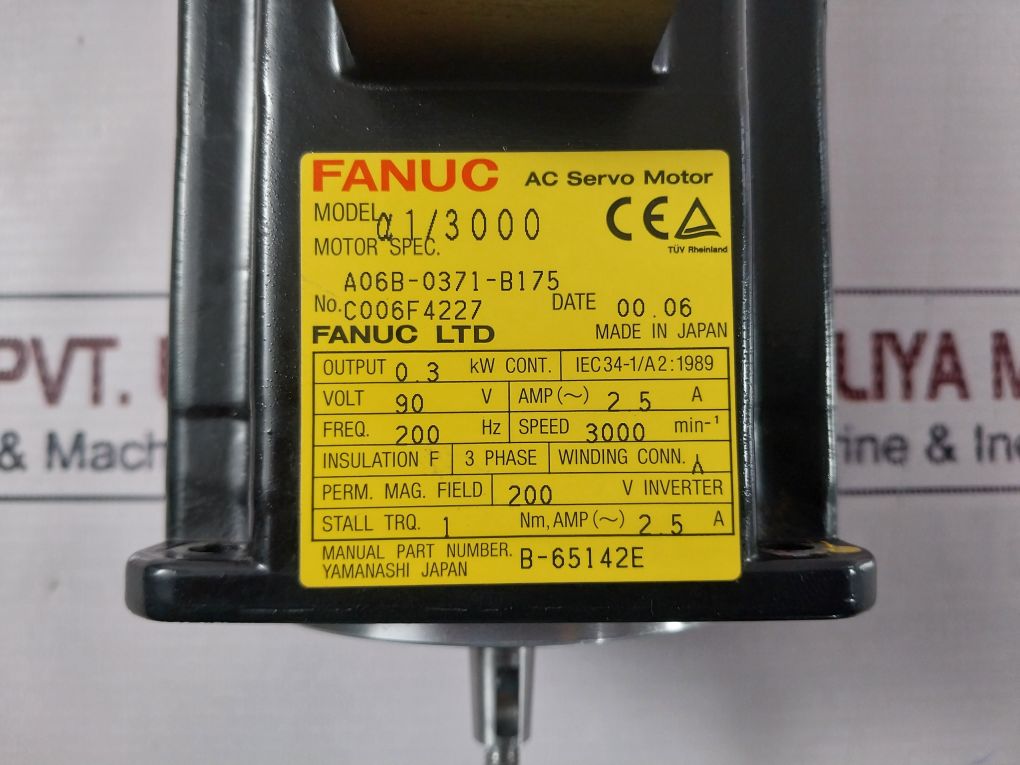 FANUC AC Servo Motor
MODEL α1/3000
CE
TÜV Rheinland
MOTOR SPEC.
A06B-0371-B175
No. C006F4227 DATE 00.06
FANUC LTD MADE IN JAPAN
OUTPUT 0.3 kW CONT. IEC34-1/A2:1989
VOLT 90 V AMP(~) 2.5 A
FREQ. 200 Hz SPEED 3000 min-¹
INSULATION F 3 PHASE WINDING CONN. Y
PERM. MAG. FIELD 200 V INVERTER
STALL TRQ. 1 Nm, AMP(~) 2.5 A
MANUAL PART NUMBER. B-65142E
YAMANASHI JAPAN
PVT.
& Mach
LIYA M
rine & Ind